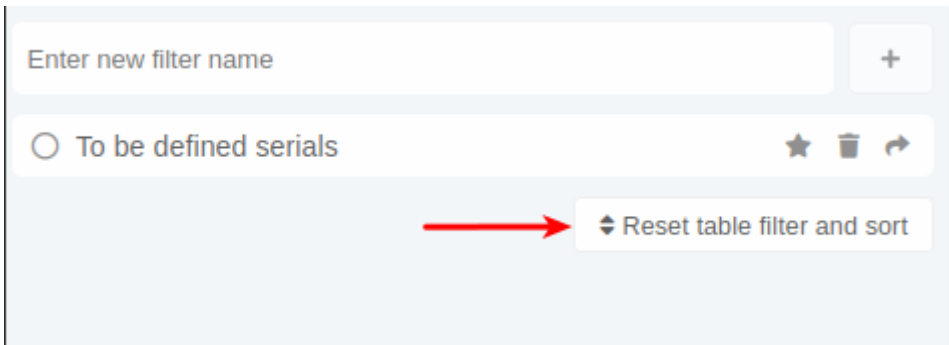 Enter new filter name
+
To be defined serials
Reset table filter and sort